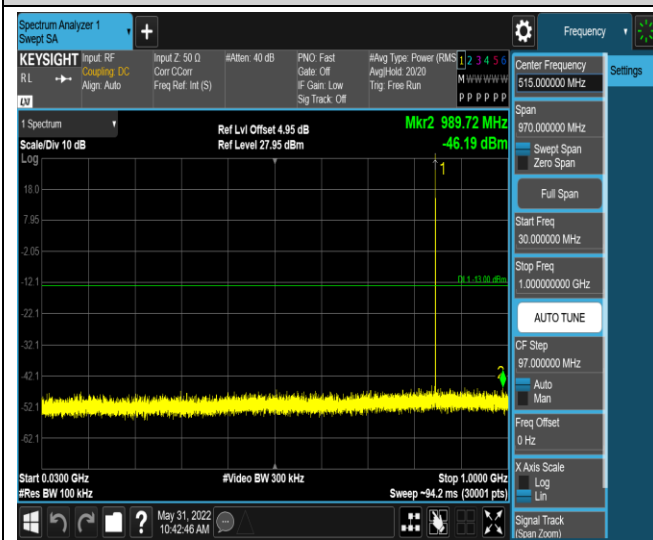 Spectrum Analyzer 1
Swept SA
+
Frequency
KEYSIGHT
RL
LXI
Input: RF
Coupling: DC
Align: Auto
Input Z: 50 Ω
Corr CCorr
Freq Ref: Int (S)
#Atten: 40 dB
PNO: Fast
Gate: Off
IF Gain: Low
Sig Track: Off
#Avg Type: Power (RMS
Avg|Hold: 20/20
Trig: Free Run
1 2 3 4 5 6
M W W W W W
P P P P P P
1 Spectrum
Scale/Div 10 dB
Ref Lvl Offset 4.95 dB
Ref Level 27.95 dBm
Mkr2 989.72 MHz
-46.19 dBm
Log
18.0
7.95
-2.05
-12.1
-22.1
-32.1
-42.1
-52.1
-62.1
1
DL1 -13.00 dBm
2
Start 0.0300 GHz
#Res BW 100 kHz
#Video BW 300 kHz
Stop 1.0000 GHz
Sweep ~94.2 ms (30001 pts)
Center Frequency
515.000000 MHz
Settings
Span
970.000000 MHz
Swept Span
Zero Span
Full Span
Start Freq
30.000000 MHz
Stop Freq
1.000000000 GHz
AUTO TUNE
CF Step
97.000000 MHz
Auto
Man
Freq Offset
0 Hz
X Axis Scale
Log
Lin
Signal Track
(Span Zoom)
?
May 31, 2022
10:42:46 AM